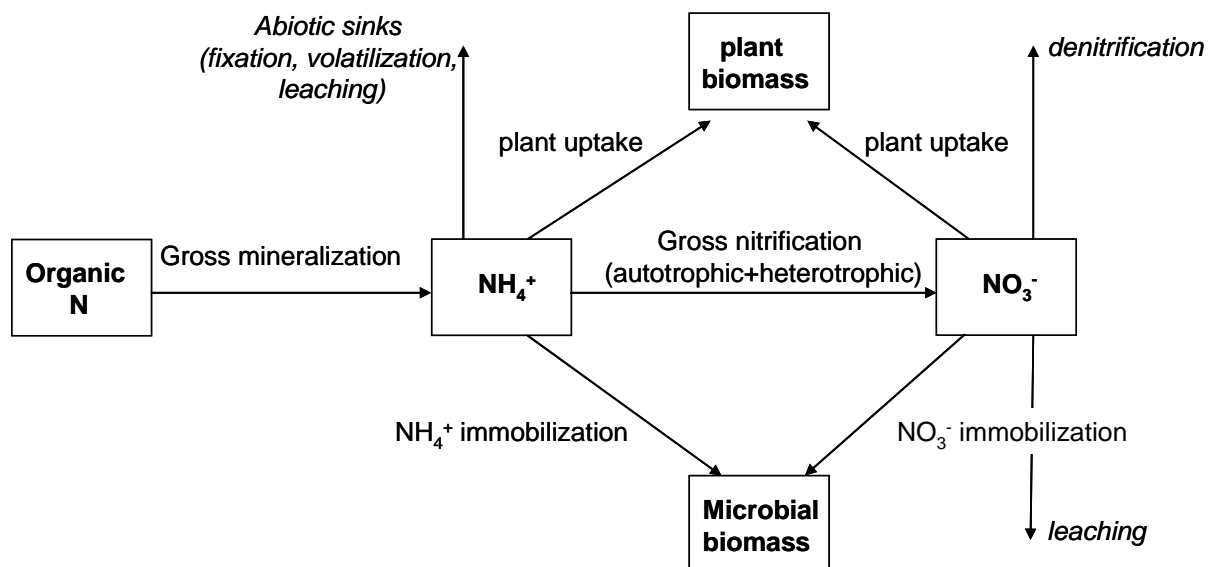 Abiotic sinks
(fixation, volatilization,
leaching)
plant
biomass
denitrification
plant uptake
plant uptake
Organic
N
Gross mineralization
NH₄⁺
Gross nitrification
(autotrophic+heterotrophic)
NO₃⁻
NH₄⁺ immobilization
NO₃⁻ immobilization
Microbial
biomass
leaching